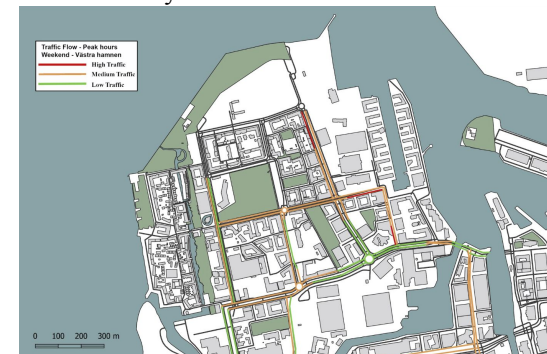 Traffic Flow - Peak hours
Weekend - Västra hamnen
High Traffic
Medium Traffic
Low Traffic
0 100 200 300 m